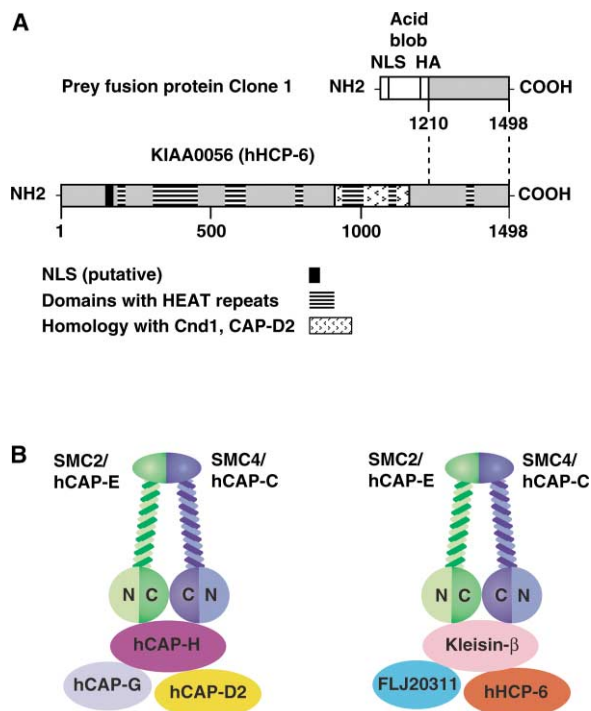 A
Acid
blob
NLS HA
Prey fusion protein Clone 1
NH2
COOH
1210
1498
KIAA0056 (hHCP-6)
NH2
COOH
1
500
1000
1498
NLS (putative)
Domains with HEAT repeats
Homology with Cnd1, CAP-D2
B
SMC2/
hCAP-E
SMC4/
hCAP-C
N C C N
hCAP-H
hCAP-G
hCAP-D2
SMC2/
hCAP-E
SMC4/
hCAP-C
N C C N
Kleisin-β
FLJ20311
hHCP-6